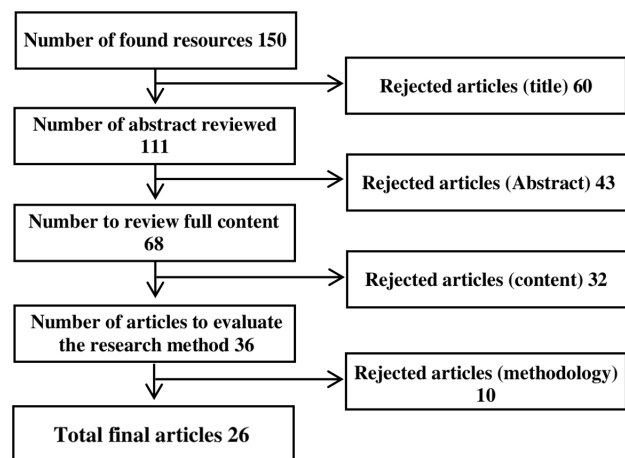 Number of found resources 150
Rejected articles (title) 60
Number of abstract reviewed
111
Rejected articles (Abstract) 43
Number to review full content
68
Rejected articles (content) 32
Number of articles to evaluate
the research method 36
Rejected articles (methodology)
10
Total final articles 26